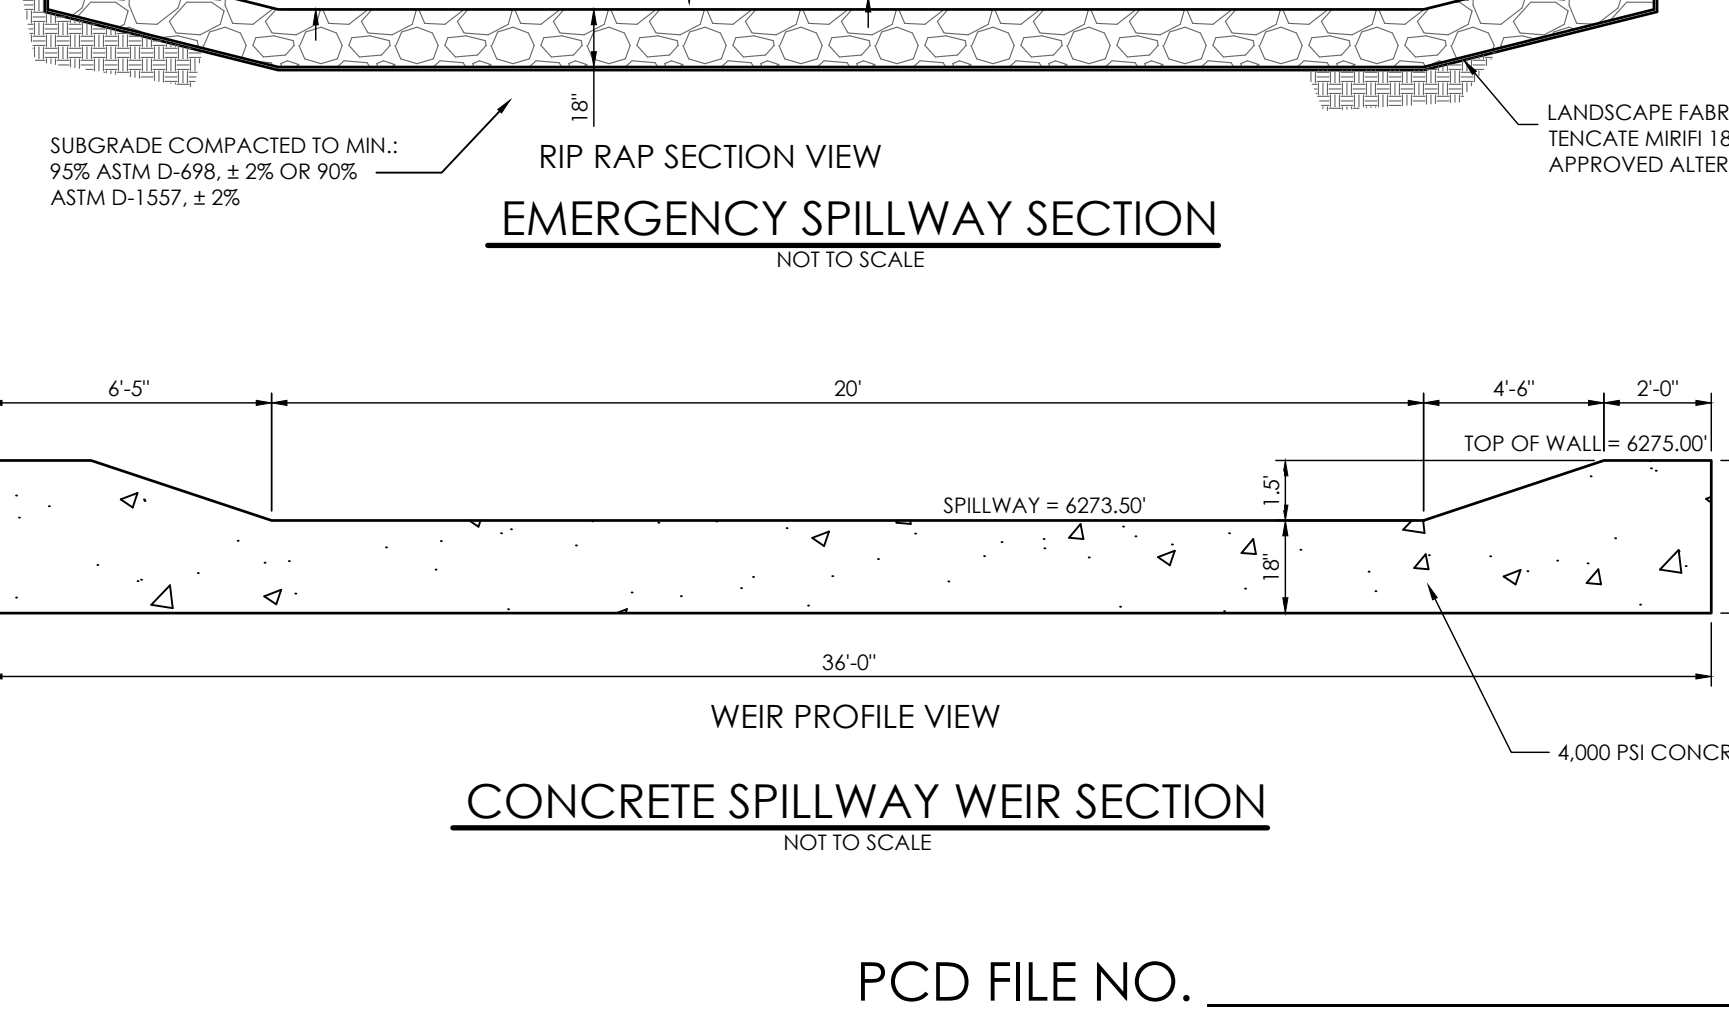 18"
SUBGRADE COMPACTED TO MIN.:
95% ASTM D-698, ± 2% OR 90%
ASTM D-1557, ± 2%
RIP RAP SECTION VIEW
LANDSCAPE FABR
TENCATE MIRIFI 18
APPROVED ALTER
EMERGENCY SPILLWAY SECTION
NOT TO SCALE
6'-5"
20'
4'-6"
2'-0"
TOP OF WALL = 6275.00'
1.5'
SPILLWAY = 6273.50'
18"
36'-0"
WEIR PROFILE VIEW
4,000 PSI CONCR
CONCRETE SPILLWAY WEIR SECTION
NOT TO SCALE
PCD FILE NO.